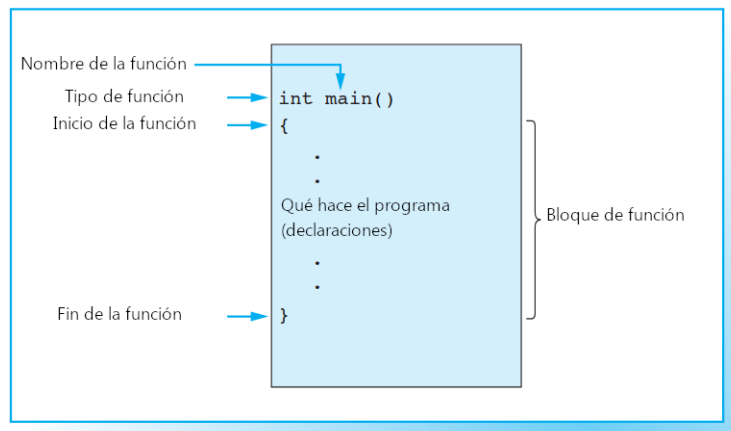 Nombre de la función
Tipo de función
int main()
Inicio de la función
{
.
.
Qué hace el programa
(declaraciones)
Bloque de función
.
.
Fin de la función
}